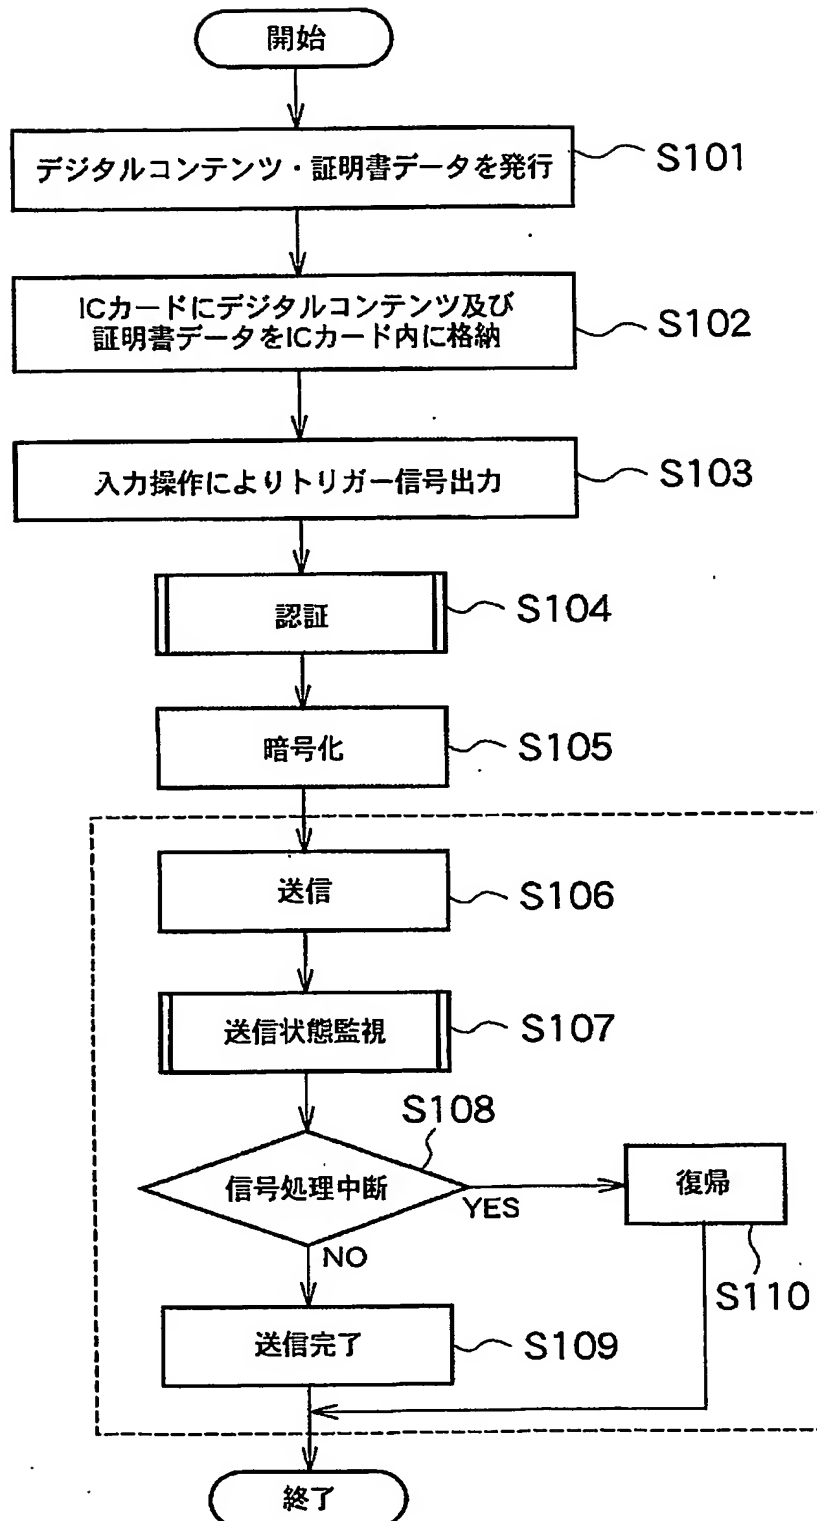 開始
デジタルコンテンツ・証明書データを発行
S101
ICカードにデジタルコンテンツ及び
証明書データをICカード内に格納
S102
入力操作によりトリガー信号出力
S103
認証
S104
暗号化
S105
送信
S106
送信状態監視
S107
S108
信号処理中断
YES
復帰
NO
S110
送信完了
S109
終了